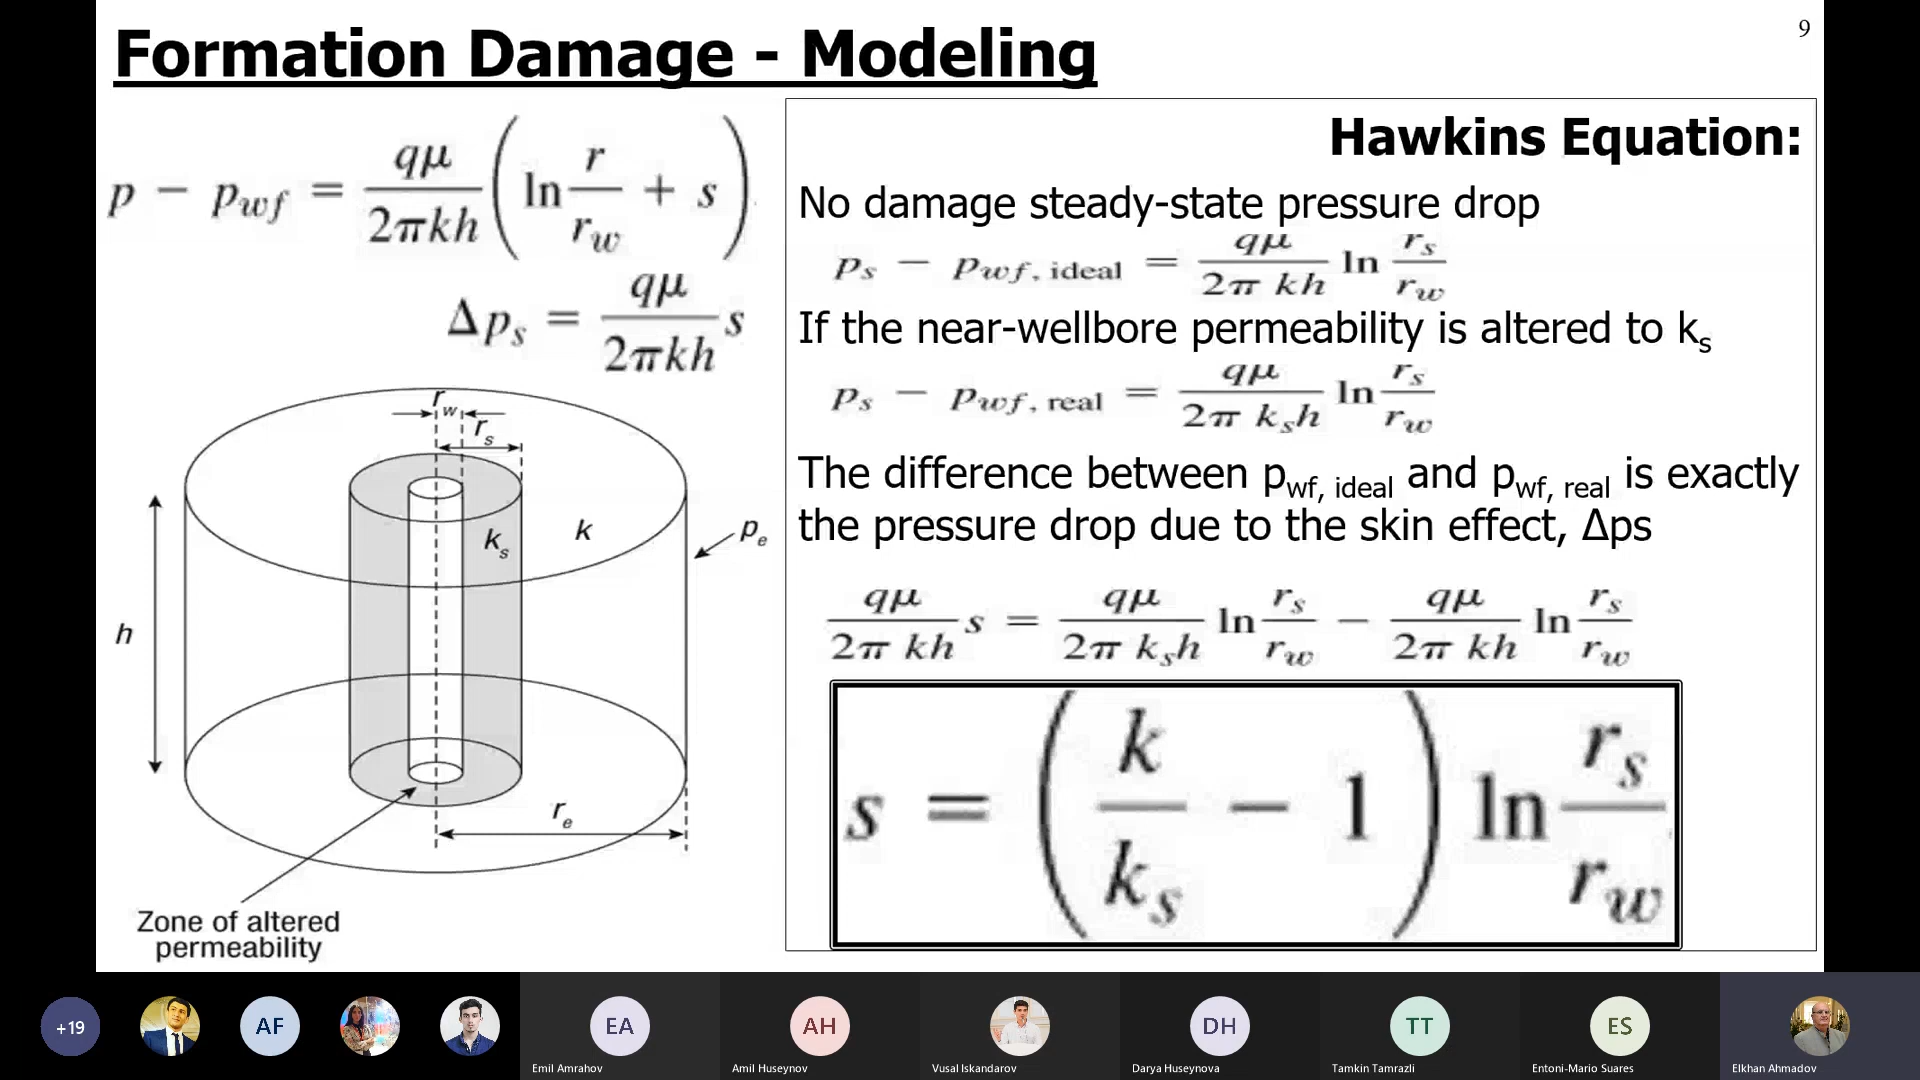 Formation Damage - Modeling
9
p − p_wf = qμ/2πkh (ln r/r_w + s)
Δp_s = qμ/2πkh s
r_w
r_s
k_s
k
p_e
h
r_e
Zone of altered
permeability
Hawkins Equation:
No damage steady-state pressure drop
p_s − p_wf, ideal = qμ/2π kh ln r_s/r_w
If the near-wellbore permeability is altered to k_s
p_s − p_wf, real = qμ/2π k_s h ln r_s/r_w
The difference between p_wf, ideal and p_wf, real is exactly
the pressure drop due to the skin effect, Δps
qμ/2π kh s = qμ/2π k_s h ln r_s/r_w − qμ/2π kh ln r_s/r_w
s = (k/k_s − 1) ln r_s/r_w
+19
AF
EA
AH
DH
TT
ES
Emil Amrahov
Amil Huseynov
Vusal Iskandarov
Darya Huseynova
Tamkin Tamrazli
Entoni-Mario Suares
Elkhan Ahmadov